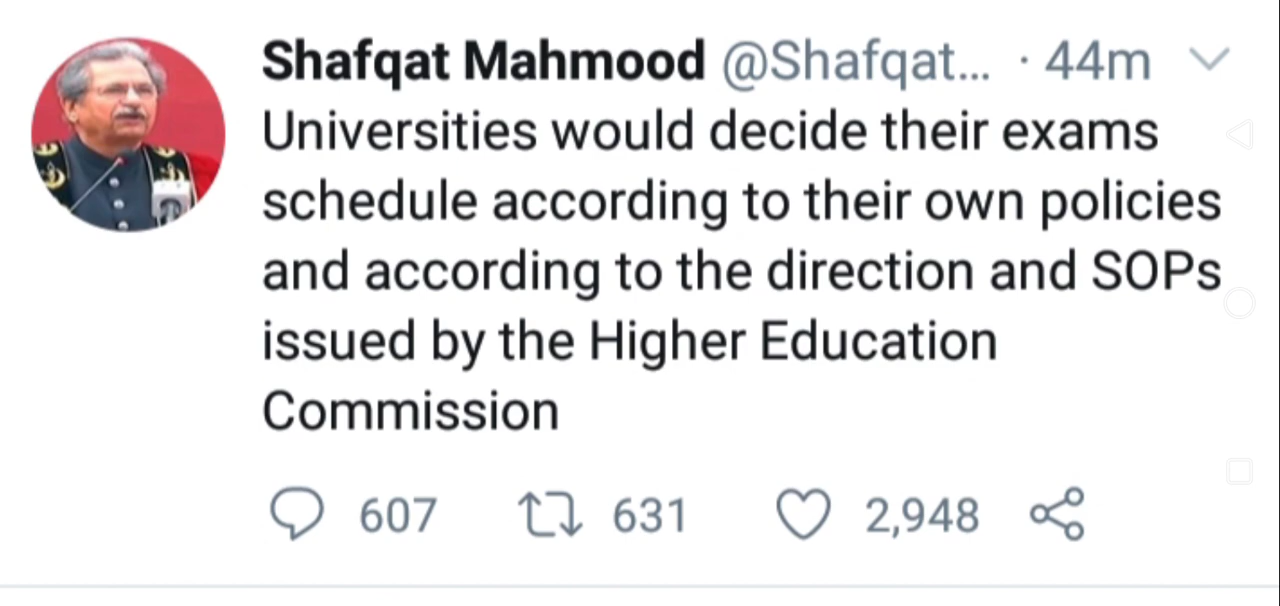 Shafqat Mahmood @Shafqat... · 44m
Universities would decide their exams
schedule according to their own policies
and according to the direction and SOPs
issued by the Higher Education
Commission
607 631 2,948